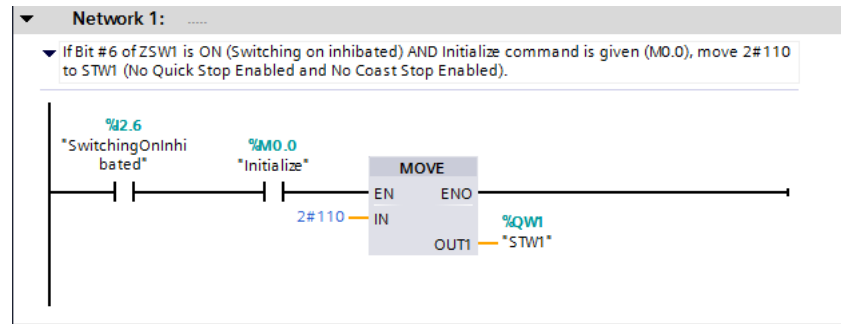 Network 1: .....
If Bit #6 of ZSW1 is ON (Switching on inhibated) AND Initialize command is given (M0.0), move 2#110
to STW1 (No Quick Stop Enabled and No Coast Stop Enabled).
%I2.6
"SwitchingOnInhi
bated"
%M0.0
"Initialize"
MOVE
EN ENO
2#110 IN
%QW1
OUT1 "STW1"